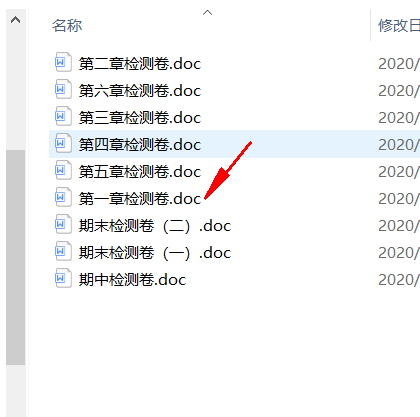 名称 修改日
第二章检测卷.doc 2020/
第六章检测卷.doc 2020/
第三章检测卷.doc 2020/
第四章检测卷.doc 2020/
第五章检测卷.doc 2020/
第一章检测卷.doc 2020/
期末检测卷（二）.doc 2020/
期末检测卷（一）.doc 2020/
期中检测卷.doc 2020/